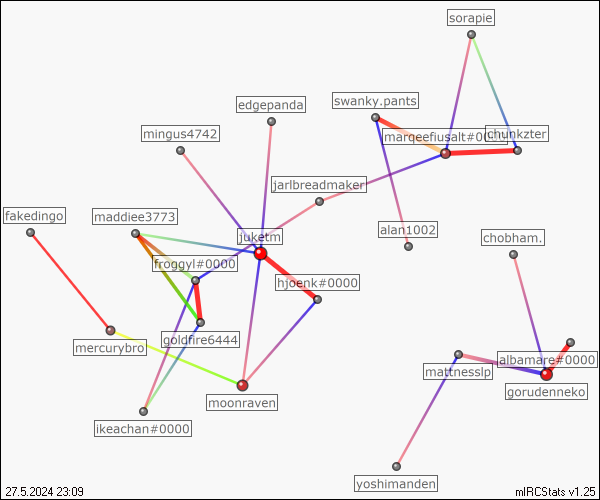 sorapie
swanky.pants
edgepanda
mingus4742
marqeefiusalt#0000
chunkzter
jarlbreadmaker
fakedingo
maddiee3773
juketm
alan1002
chobham.
froggyl#0000
hjoenk#0000
goldfire6444
mercurybro
albamare#0000
mattnesslp
gorudenneko
moonraven
ikeachan#0000
yoshimanden
27.5.2024 23:09
mIRCStats v1.25